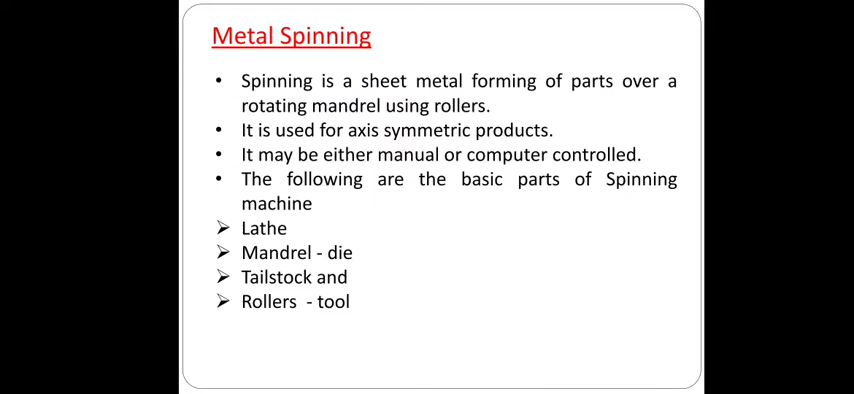 Metal Spinning
• Spinning is a sheet metal forming of parts over a
rotating mandrel using rollers.
• It is used for axis symmetric products.
• It may be either manual or computer controlled.
• The following are the basic parts of Spinning
machine
➢ Lathe
➢ Mandrel - die
➢ Tailstock and
➢ Rollers - tool